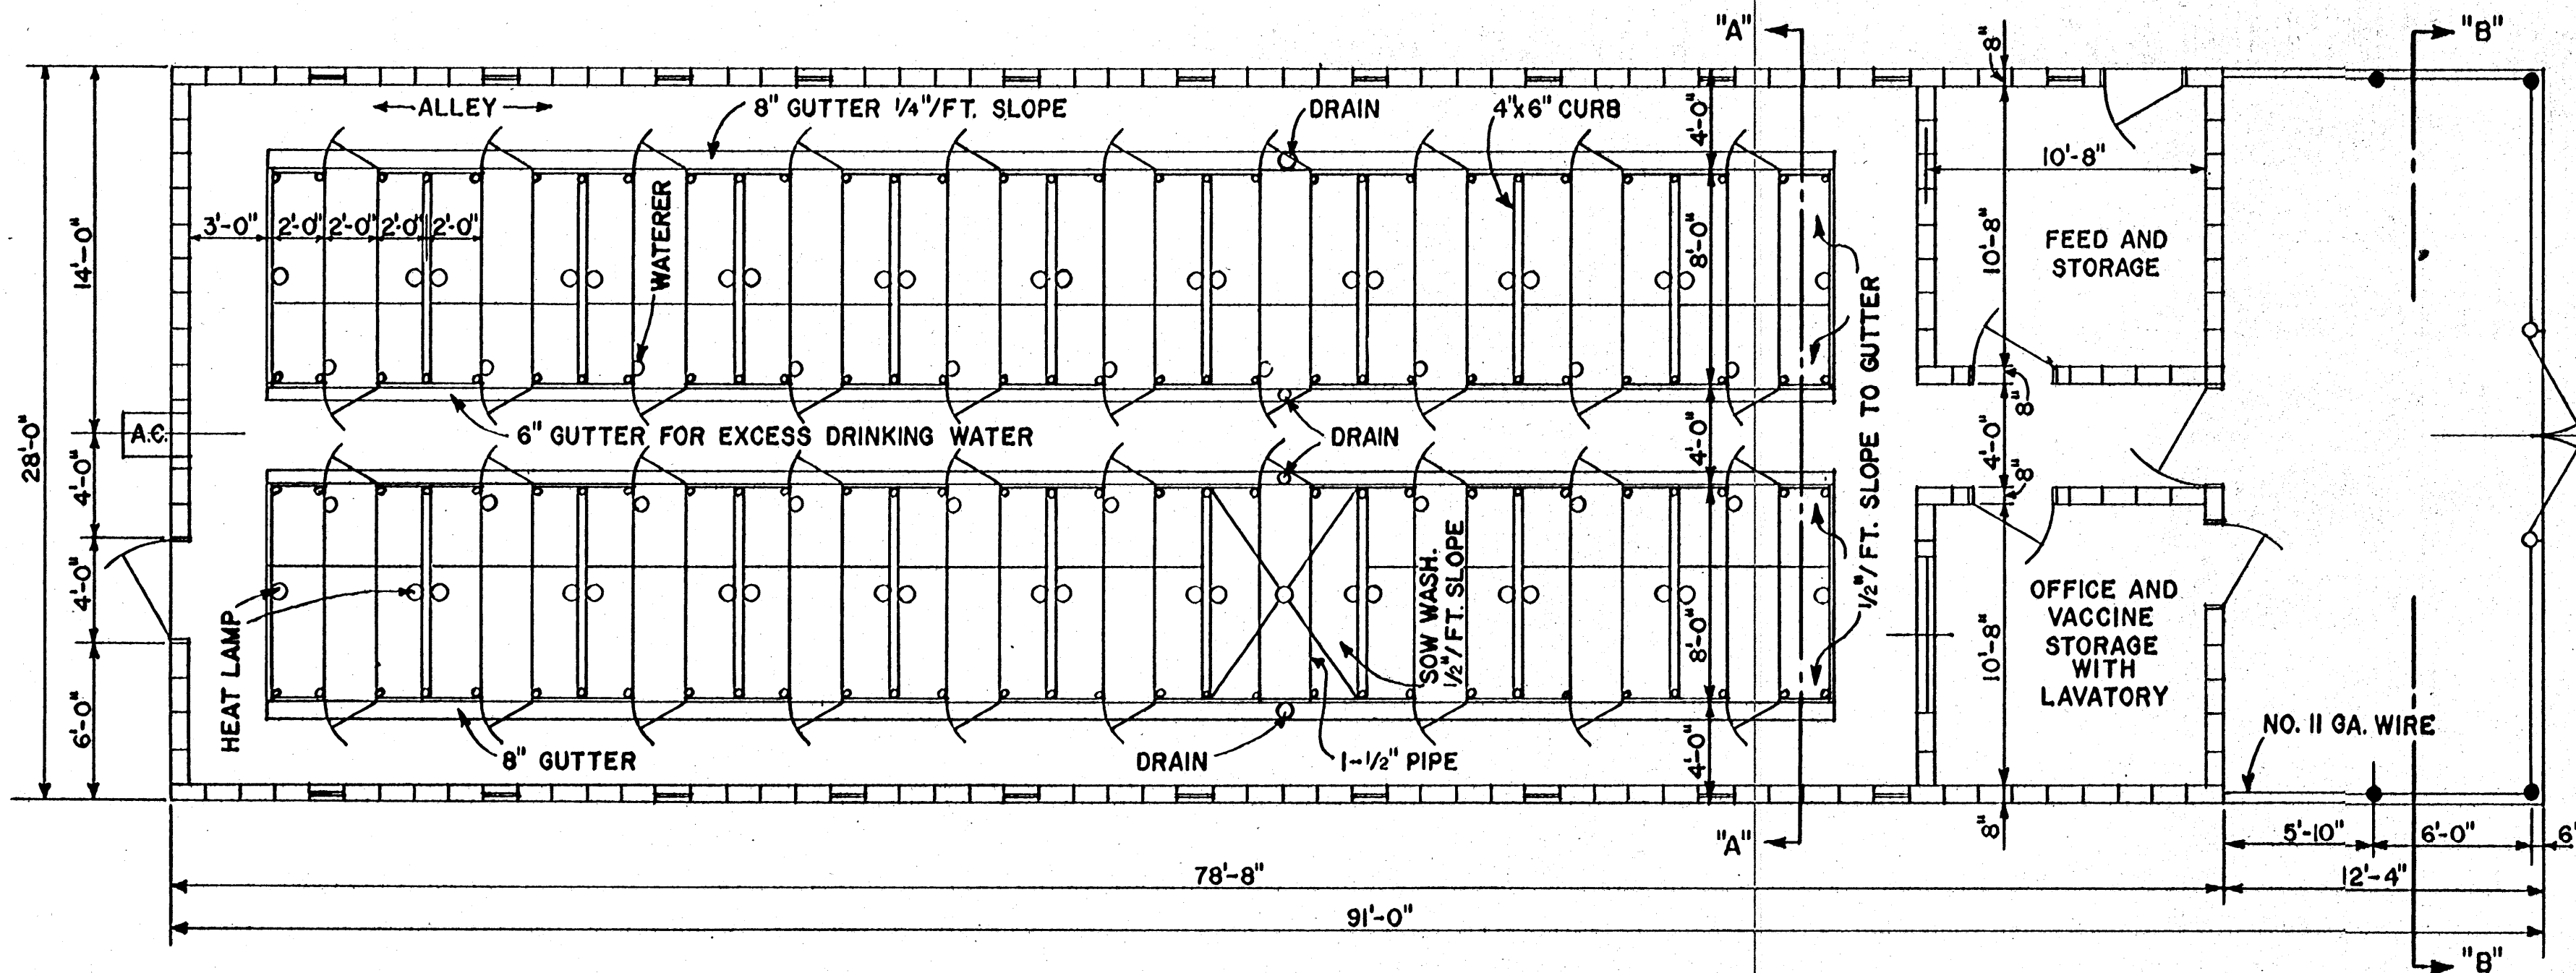 "A"
"B"
8"
ALLEY
8" GUTTER 1/4"/FT. SLOPE
DRAIN
4"x6" CURB
4'-0"
10'-8"
3'-0"
2'-0"
2'-0"
2'-0"
2'-0"
WATERER
8'-0"
10'-8"
FEED AND
STORAGE
14'-0"
28'-0"
1/2"/FT. SLOPE TO GUTTER
A.C.
6" GUTTER FOR EXCESS DRINKING WATER
DRAIN
4'-0"
8"
4'-0"
8"
4'-0"
4'-0"
6'-0"
HEAT LAMP
SOW WASH.
1/2"/FT. SLOPE
8'-0"
10'-8"
OFFICE AND
VACCINE
STORAGE
WITH
LAVATORY
8" GUTTER
DRAIN
1-1/2" PIPE
4'-0"
NO. 11 GA. WIRE
"A"
8"
5'-10"
6'-0"
6"
78'-8"
12'-4"
91'-0"
"B"